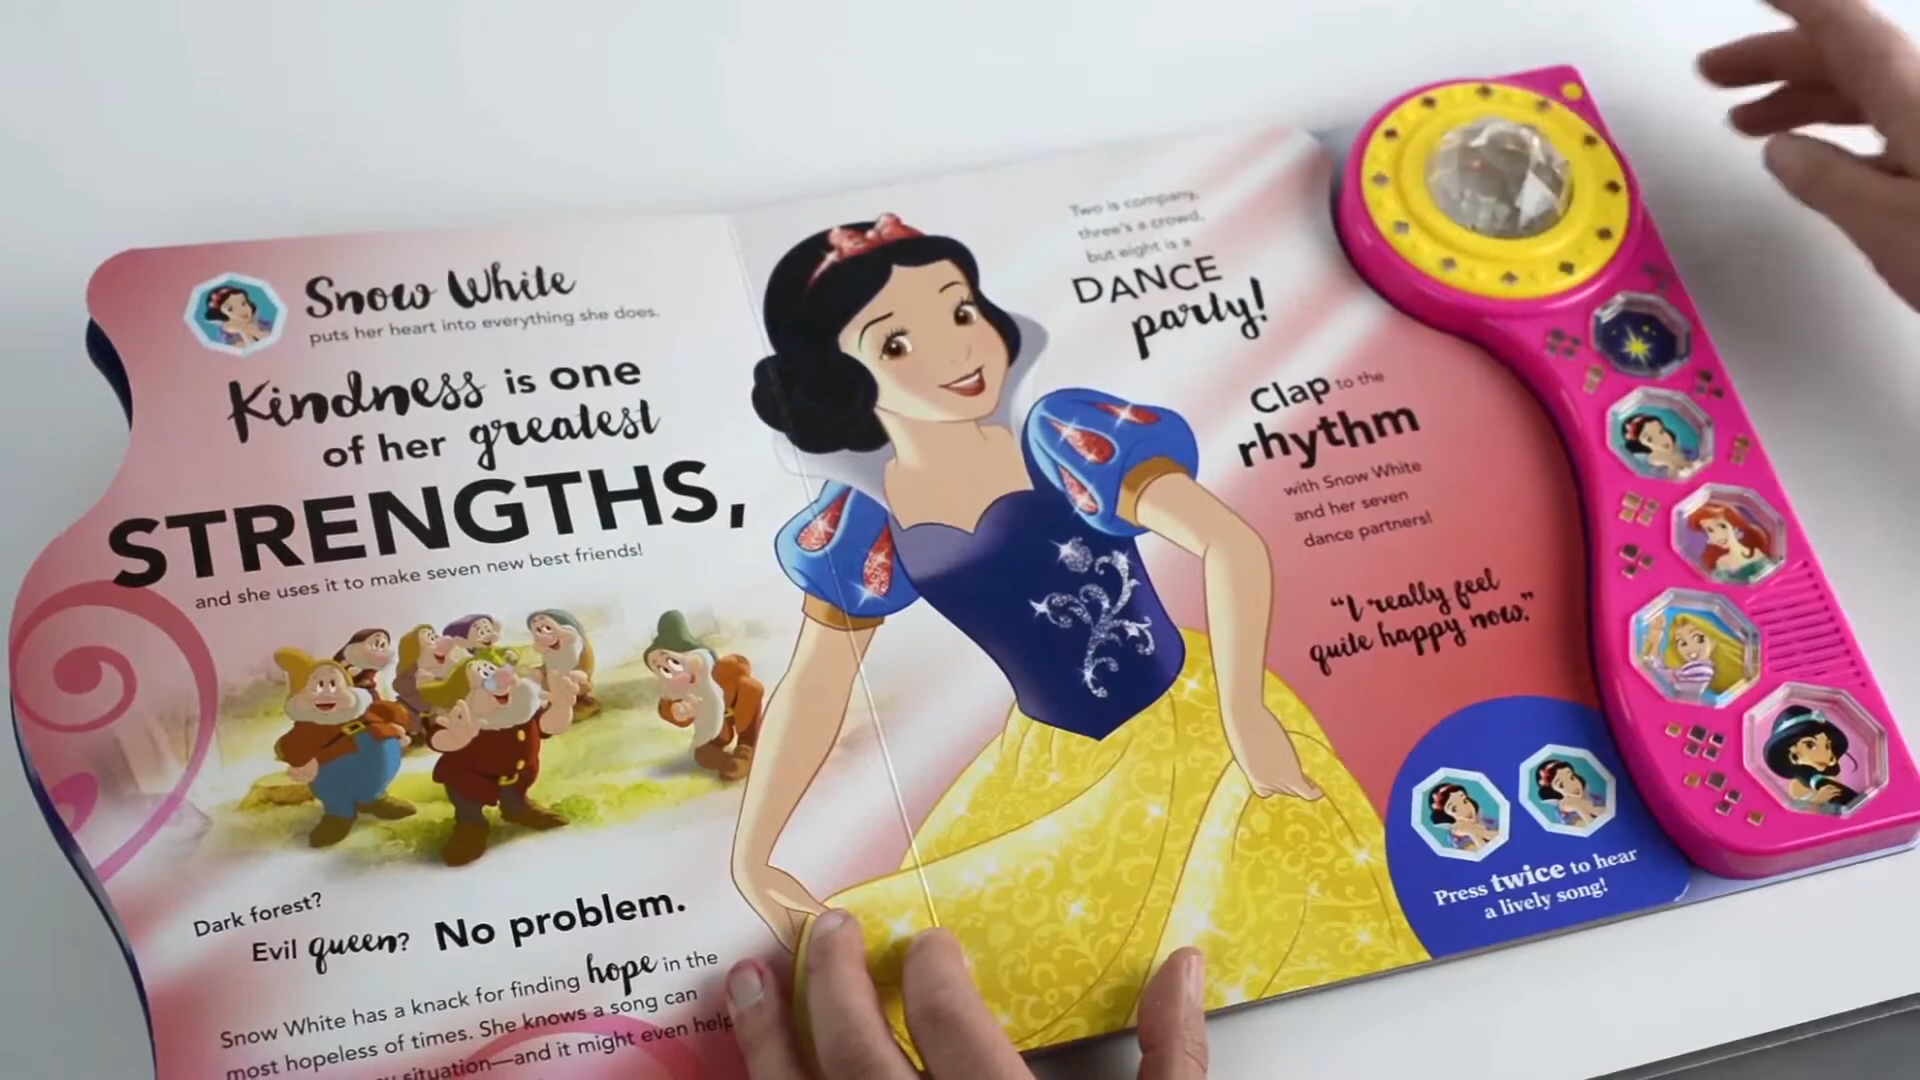 Snow White
puts her heart into everything she does.
Kindness is one
of her greatest
STRENGTHS,
and she uses it to make seven new best friends!
Dark forest?
Evil queen? No problem.
Snow White has a knack for finding hope in the
most hopeless of times. She knows a song can
situation—and it might even help
Two is company,
three's a crowd,
but eight is a
DANCE
party!
Clap to the
rhythm
with Snow White
and her seven
dance partners!
"I really feel
quite happy now."
Press twice to hear
a lively song!